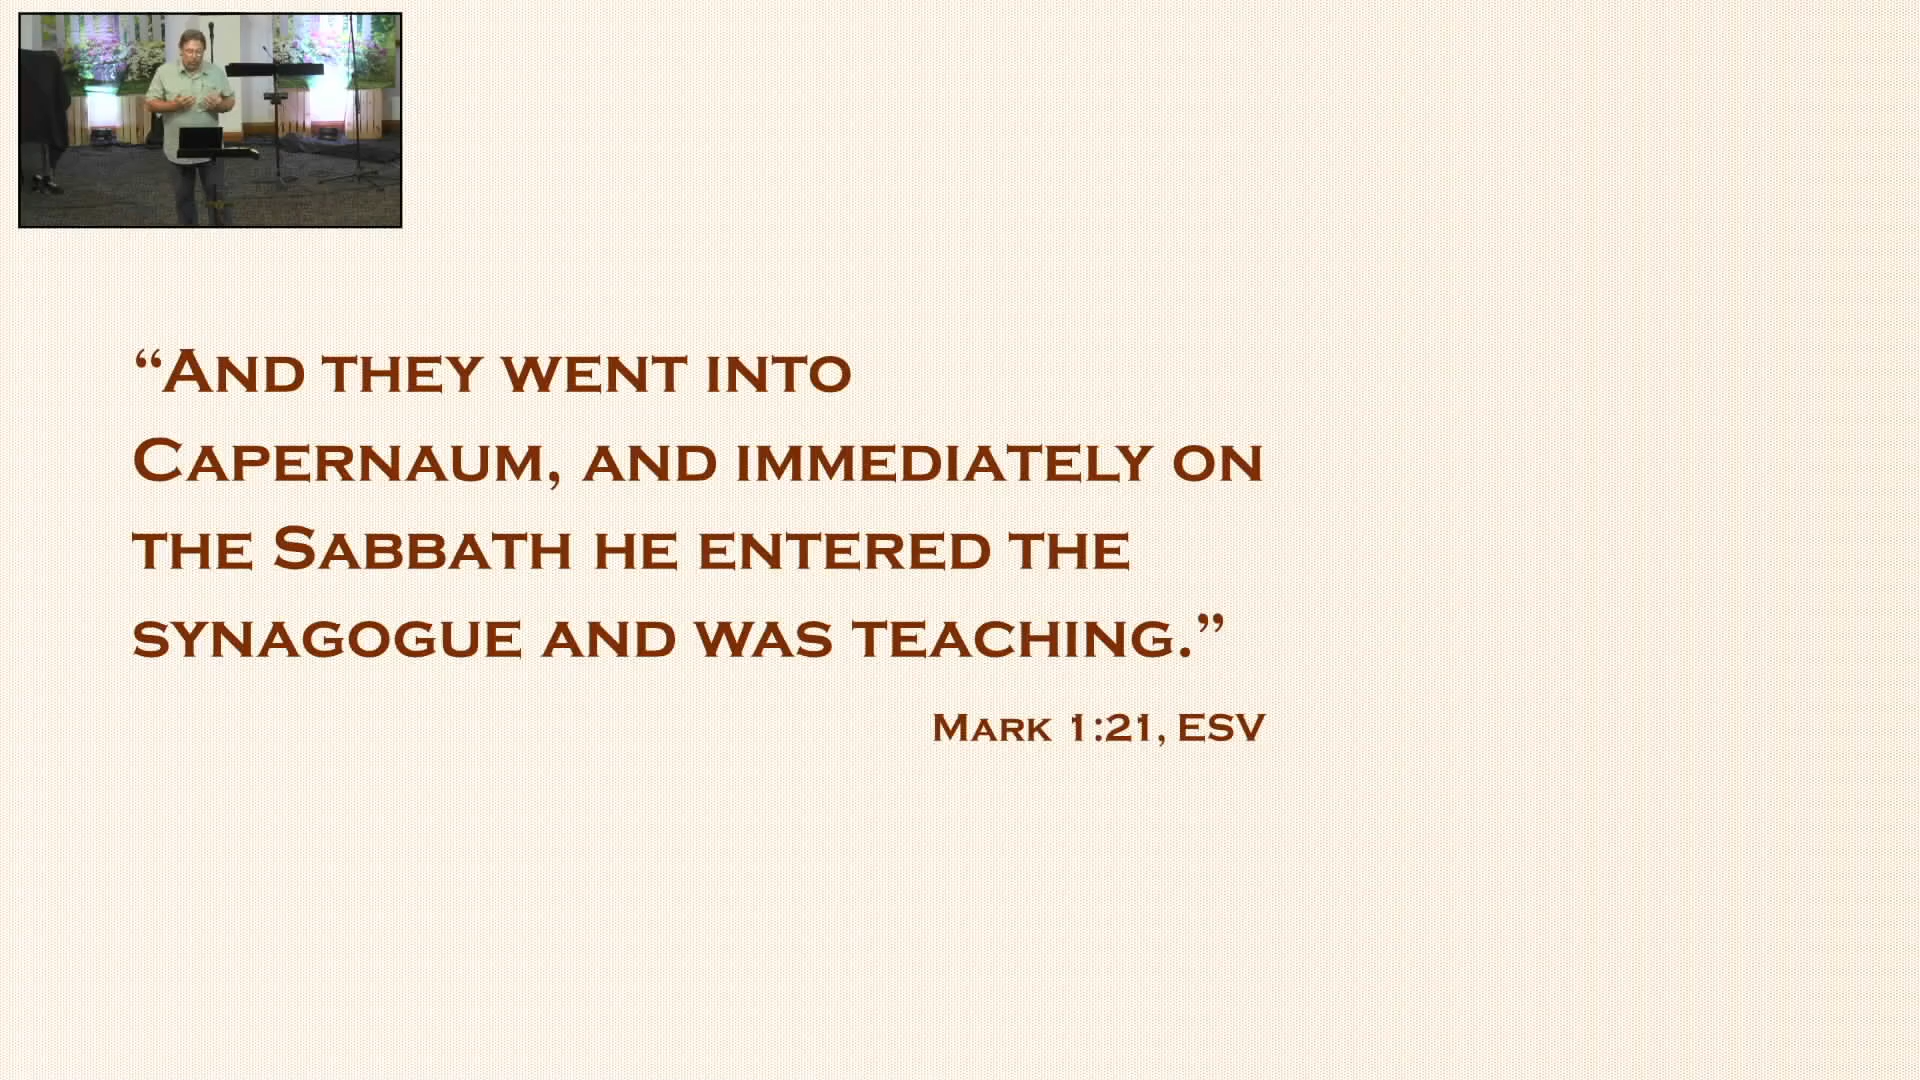 “And they went into
Capernaum, and immediately on
the Sabbath he entered the
synagogue and was teaching.”
Mark 1:21, ESV